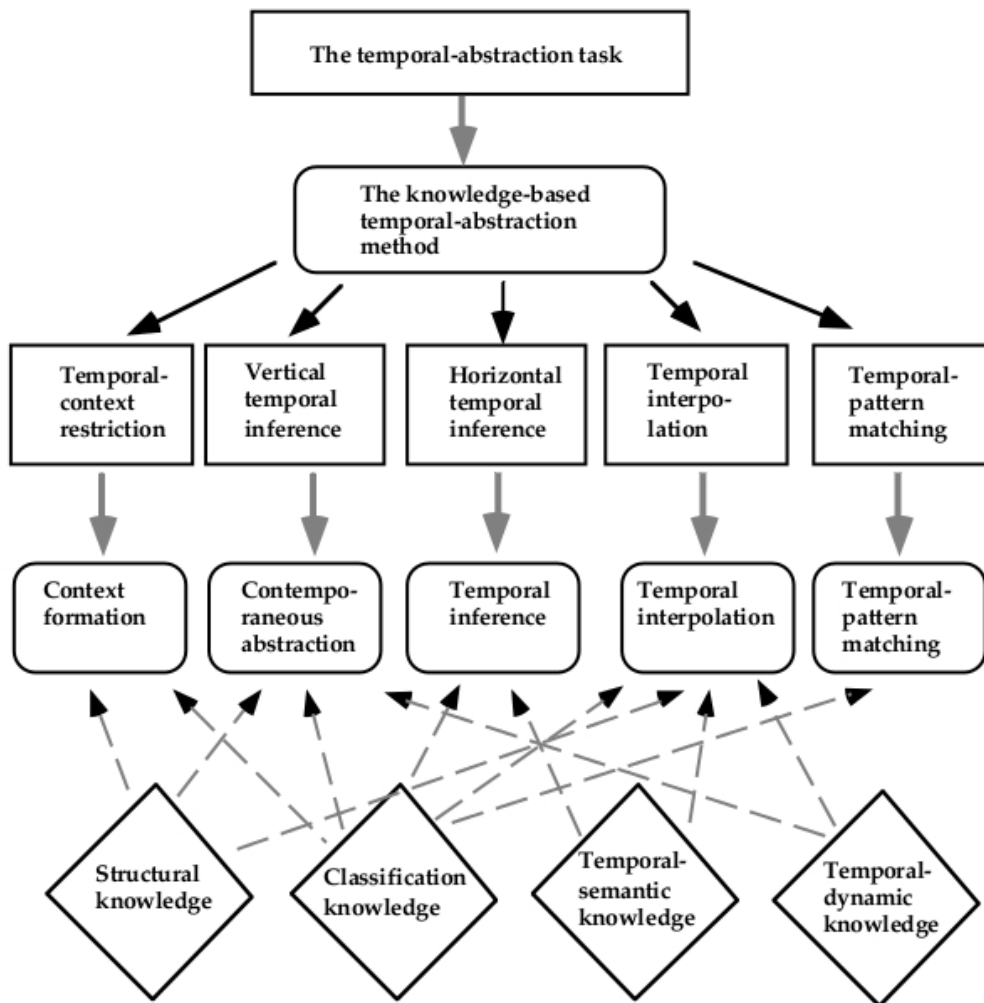 The temporal-abstraction task
The knowledge-based
temporal-abstraction
method
Temporal-
context
restriction
Vertical
temporal
inference
Horizontal
temporal
inference
Temporal
interpo-
lation
Temporal-
pattern
matching
Context
formation
Contempo-
raneous
abstraction
Temporal
inference
Temporal
interpolation
Temporal-
pattern
matching
Structural
knowledge
Classification
knowledge
Temporal-
semantic
knowledge
Temporal-
dynamic
knowledge